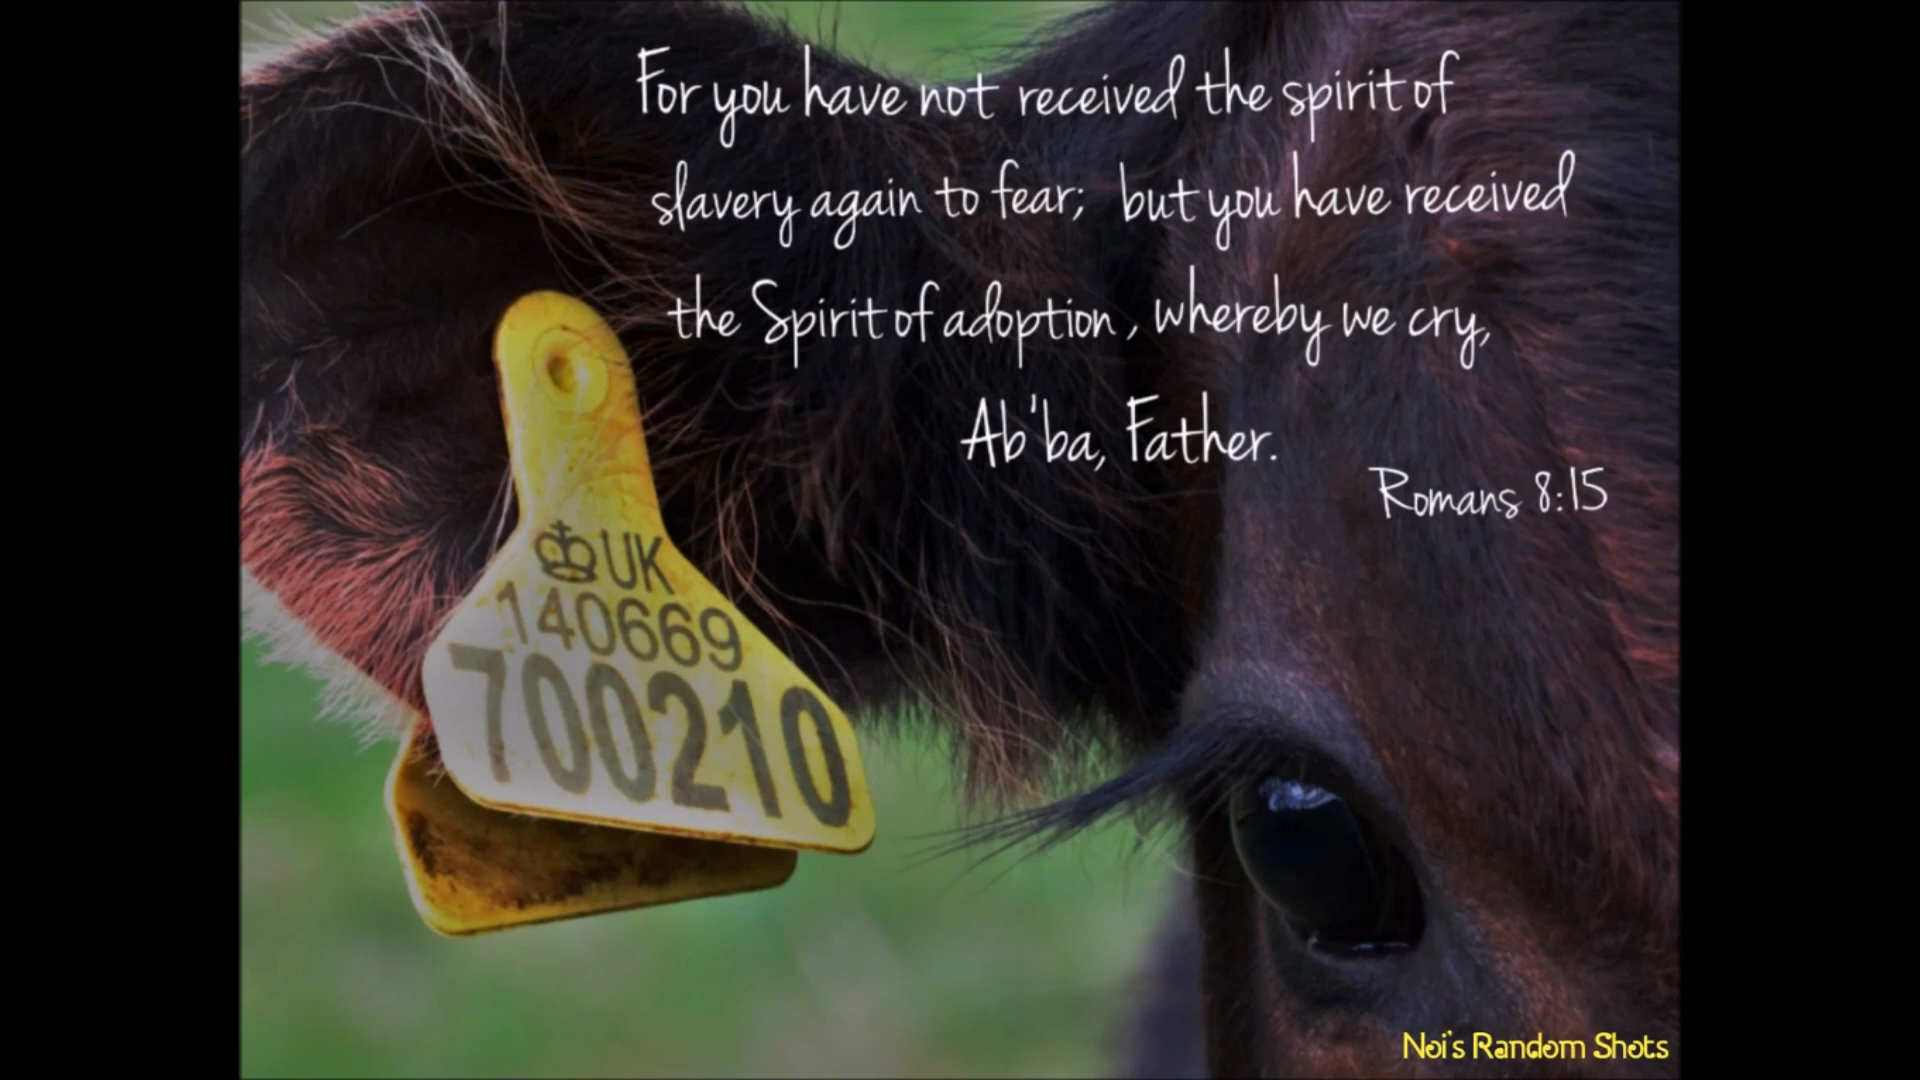 For you have not received the spirit of
slavery again to fear; but you have received
the Spirit of adoption, whereby we cry,
Ab'ba, Father.
Romans 8:15
UK
140669
700210
Noi's Random Shots